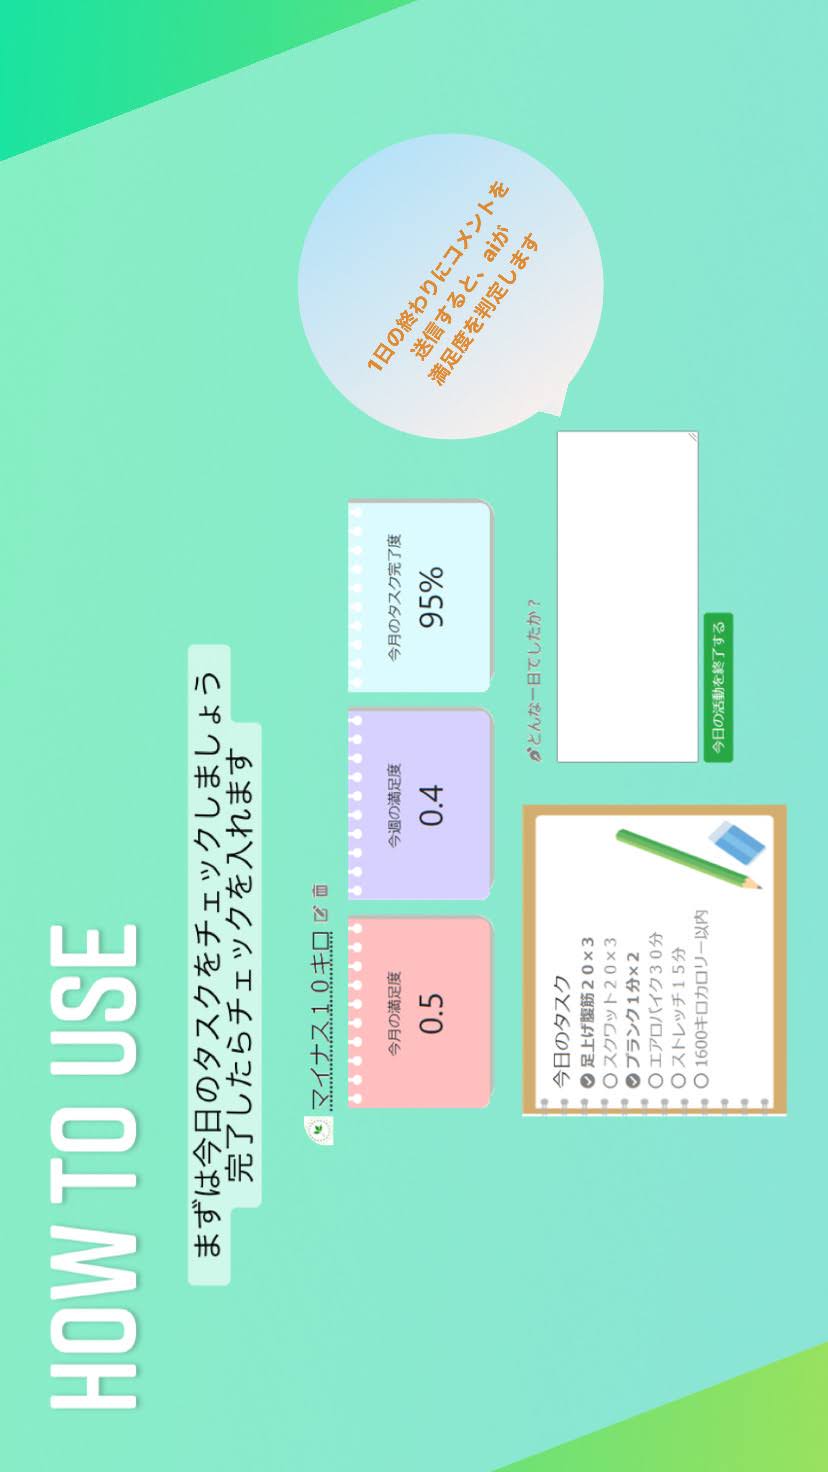 HOW TO USE
まずは今日のタスクをチェックしましょう
完了したらチェックを入れます
マイナス１０キロ
今月の満足度
0.5
今週の満足度
0.4
今月のタスク完了度
95%
1日の終わりにコメントを
送信すると、aiが
満足度を判定します
今日のタスク
足上げ腹筋２０×３
スクワット２０×３
プランク１分×２
エアロバイク３０分
ストレッチ１５分
1600キロカロリー以内
どんな一日でしたか？
今日の活動を終了する